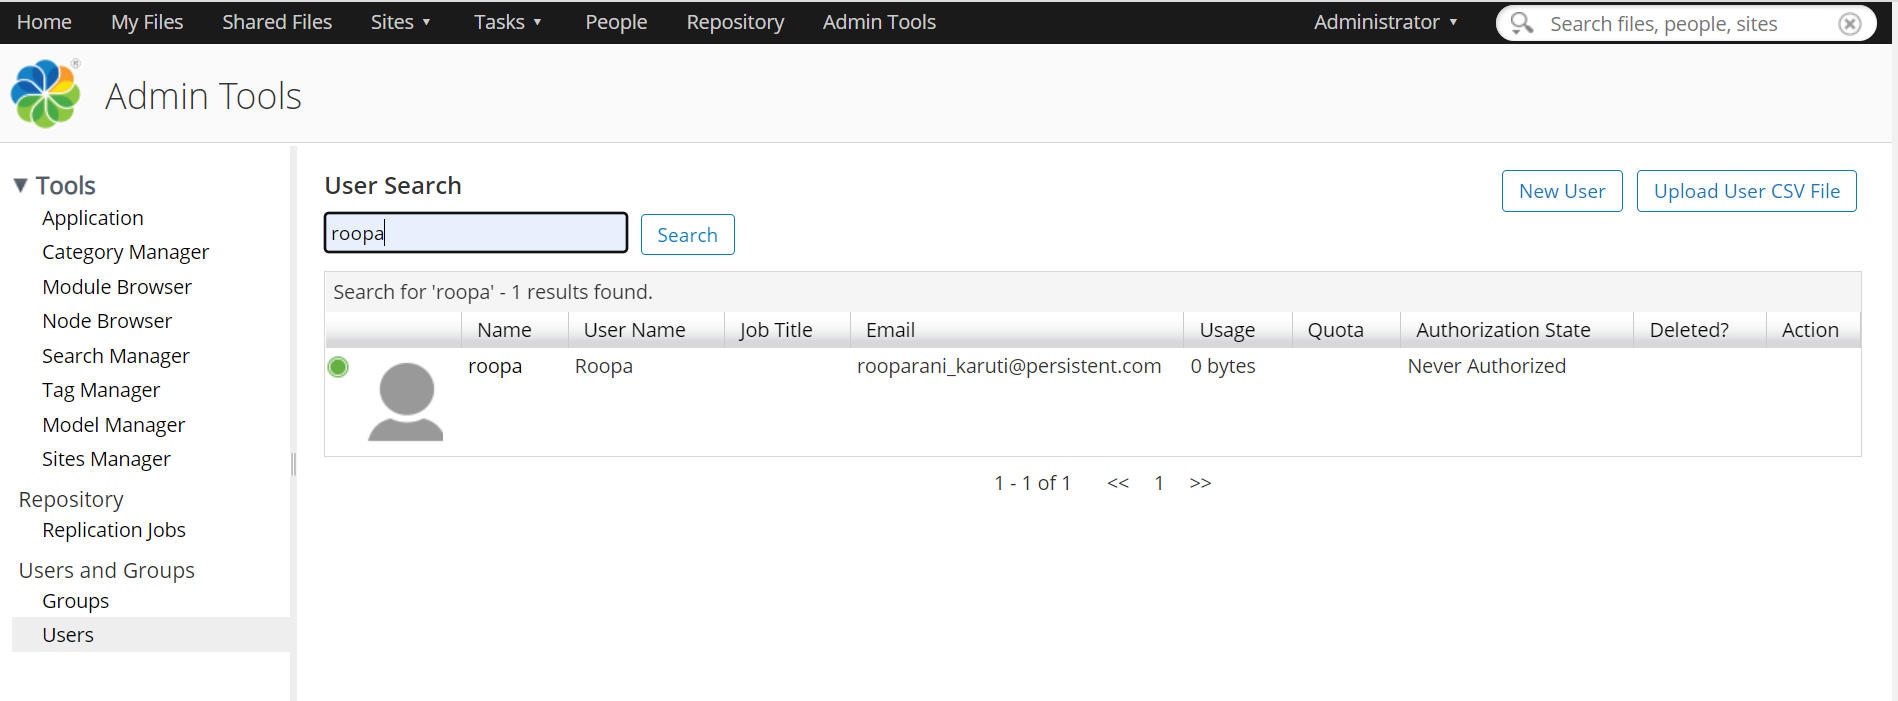 Home My Files Shared Files Sites ▼ Tasks ▼ People Repository Admin Tools Administrator ▼ Search files, people, sites
®
Admin Tools
▼ Tools
Application
Category Manager
Module Browser
Node Browser
Search Manager
Tag Manager
Model Manager
Sites Manager
Repository
Replication Jobs
Users and Groups
Groups
Users
User Search
New User Upload User CSV File
roopa Search
Search for 'roopa' - 1 results found.
Name User Name Job Title Email Usage Quota Authorization State Deleted? Action
roopa Roopa rooparani_karuti@persistent.com 0 bytes Never Authorized
1 - 1 of 1 << 1 >>